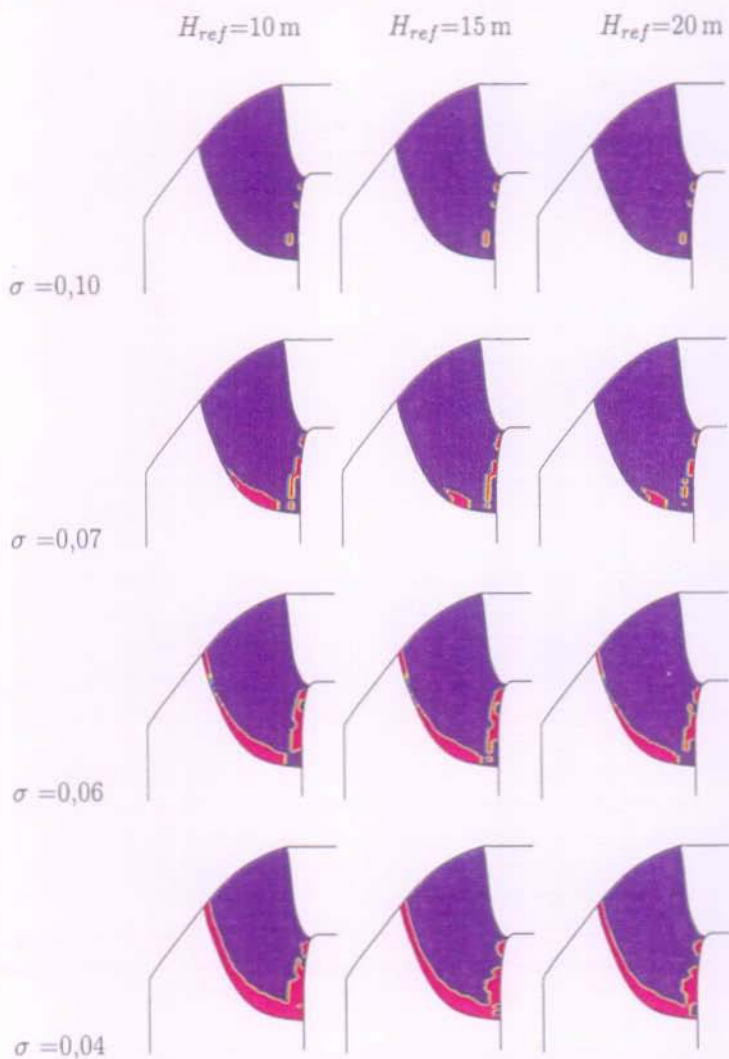 H_ref=10 m H_ref=15 m H_ref=20 m
σ =0,10
σ =0,07
σ =0,06
σ =0,04